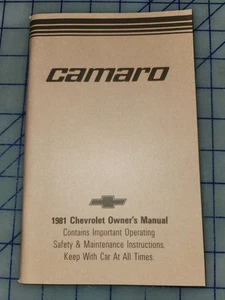 camaro
1981 Chevrolet Owner's Manual
Contains Important Operating
Safety & Maintenance Instructions.
Keep With Car At All Times.